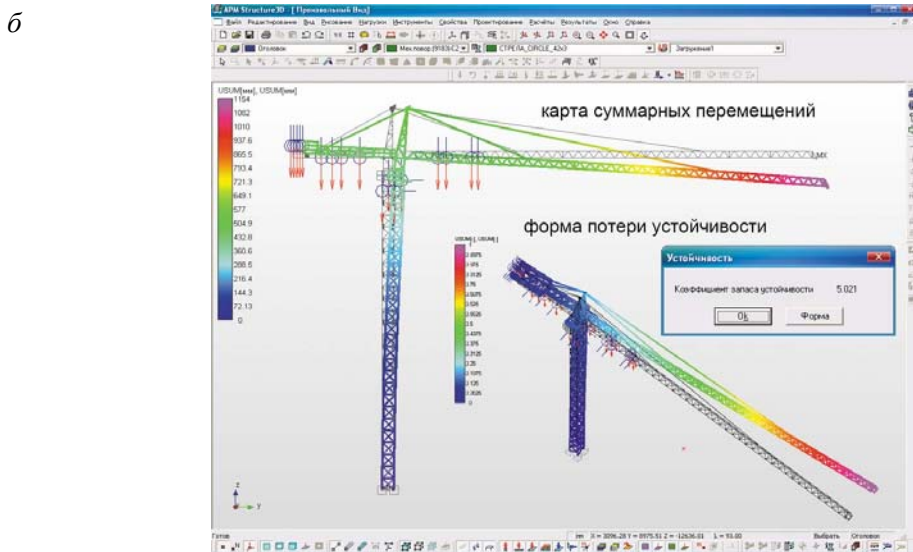 б
APM Structure3D - [ Произвольный Вид]
Файл Редактирование Вид Рисование Нагрузки Инструменты Свойства Проектирование Расчёты Результаты Окно Справка
Оголовок
СТРЕЛА_CIRCLE_42x3
Загружение1
USUM[мм], USUM[мм]
1154
1082
1010
937.6
865.5
793.4
721.3
649.1
577
504.9
432.8
360.6
288.5
216.4
144.3
72.13
0.
карта суммарных перемещений
форма потери устойчивости
Устойчивость
Коэффициент запаса устойчивости 5.021
Ok
Форма
z
Y
Готов
Выбрать Оголовок